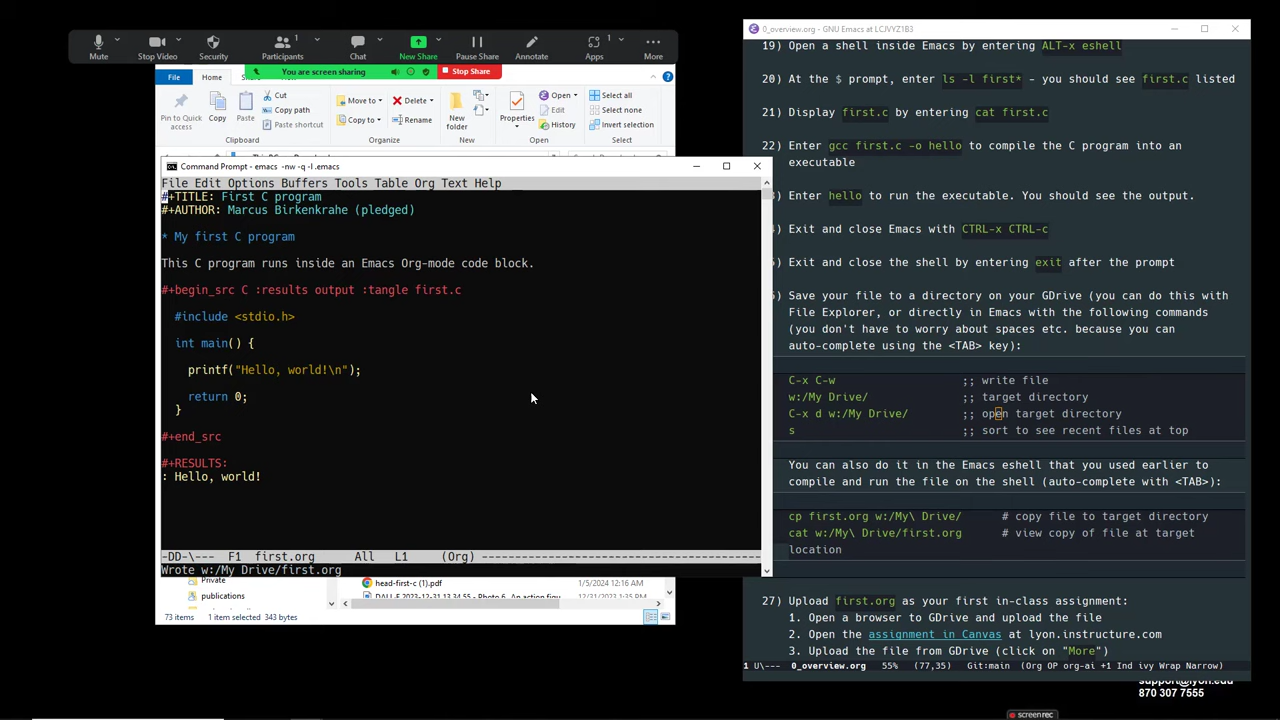 Mute
Stop Video
Security
Participants
1
Chat
New Share
Pause Share
Annotate
Apps
1
More
You are screen sharing
Stop Share
File
Home
Pin to Quick access
Copy
Paste
Cut
Copy path
Paste shortcut
Clipboard
Move to
Copy to
Delete
Rename
Organize
New folder
New
Properties
Open
Edit
History
Open
Select all
Select none
Invert selection
Select
Command Prompt - emacs -nw -q -l .emacs
File Edit Options Buffers Tools Table Org Text Help
#+TITLE: First C program
#+AUTHOR: Marcus Birkenkrahe (pledged)
* My first C program
This C program runs inside an Emacs Org-mode code block.
#+begin_src C :results output :tangle first.c
#include <stdio.h>
int main() {
printf("Hello, world!\n");
return 0;
}
#+end_src
#+RESULTS:
: Hello, world!
-DD-\---  F1  first.org      All   L1     (Org) ----------------------------------------
Wrote w:/My Drive/first.org
Private
publications
head-first-c (1).pdf
1/5/2024 12:16 AM
73 items
1 item selected 343 bytes
0_overview.org - GNU Emacs at LCJVYZ1B3
19) Open a shell inside Emacs by entering ALT-x eshell
20) At the $ prompt, enter ls -l first* - you should see first.c listed
21) Display first.c by entering cat first.c
22) Enter gcc first.c -o hello to compile the C program into an
executable
) Enter hello to run the executable. You should see the output.
) Exit and close Emacs with CTRL-x CTRL-c
) Exit and close the shell by entering exit after the prompt
) Save your file to a directory on your GDrive (you can do this with
File Explorer, or directly in Emacs with the following commands
(you don't have to worry about spaces etc. because you can
auto-complete using the <TAB> key):
C-x C-w ;; write file
w:/My Drive/ ;; target directory
C-x d w:/My Drive/ ;; open target directory
s ;; sort to see recent files at top
You can also do it in the Emacs eshell that you used earlier to
compile and run the file on the shell (auto-complete with <TAB>):
cp first.org w:/My\ Drive/ # copy file to target directory
cat w:/My\ Drive/first.org # view copy of file at target
location
27) Upload first.org as your first in-class assignment:
1. Open a browser to GDrive and upload the file
2. Open the assignment in Canvas at lyon.instructure.com
3. Upload the file from GDrive (click on "More")
1 U\--- 0_overview.org 55% (77,35) Git:main (Org OP org-ai +1 Ind ivy Wrap Narrow)
support@lyon.edu
870 307 7555
screenrec